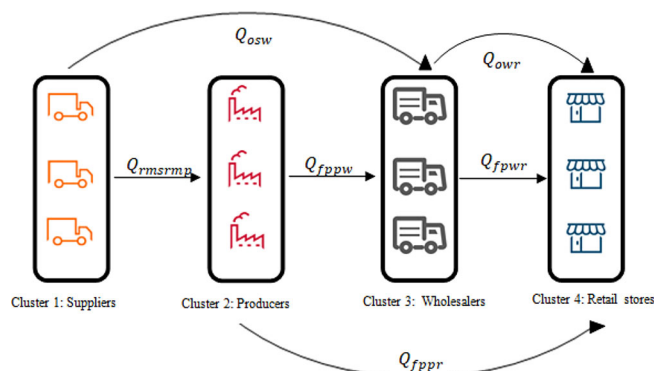 Q_osw
Q_owr
Q_rmsrmp
Q_fppw
Q_fpwr
Cluster 1: Suppliers
Cluster 2: Producers
Cluster 3: Wholesalers
Cluster 4: Retail stores
Q_fppr